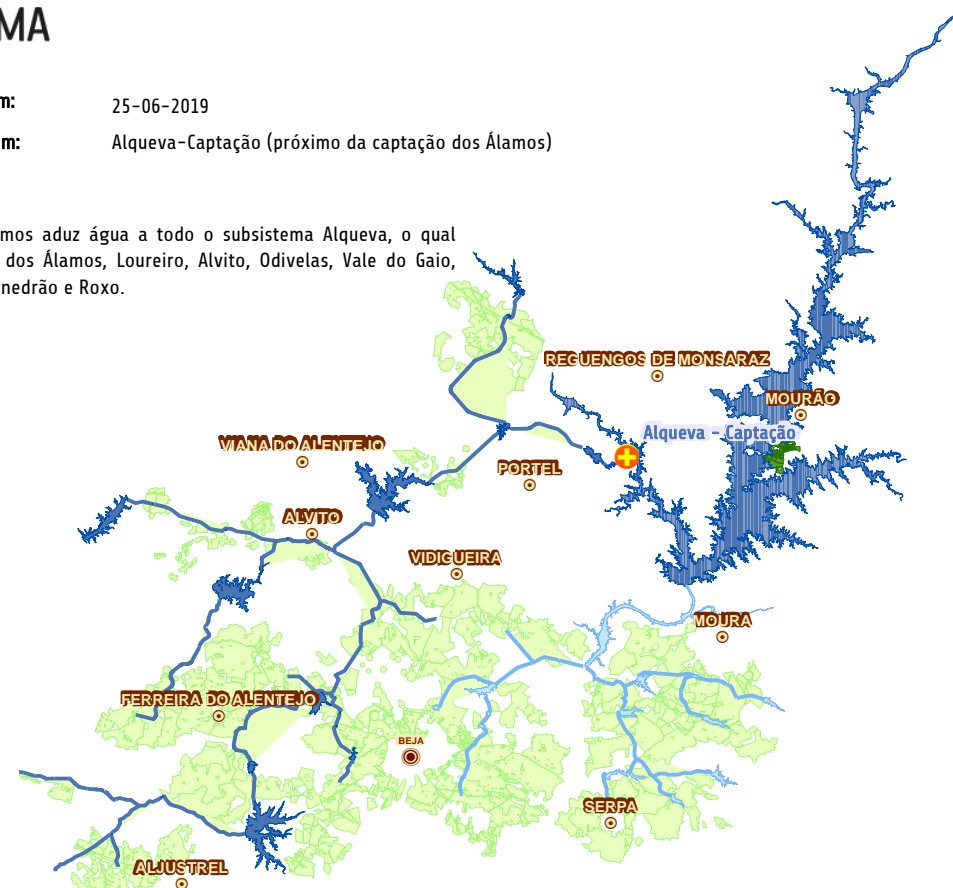 MA
m:
25-06-2019
m:
Alqueva-Captação (próximo da captação dos Álamos)
mos aduz água a todo o subsistema Alqueva, o qual
dos Álamos, Loureiro, Alvito, Odivelas, Vale do Gaio,
nedrão e Roxo.
REGUENGOS DE MONSARAZ
MOURÃO
Alqueva - Captação
VIANA DO ALENTEJO
PORTEL
ALVITO
VIDIGUEIRA
MOURA
FERREIRA DO ALENTEJO
BEJA
SERPA
ALJUSTREL